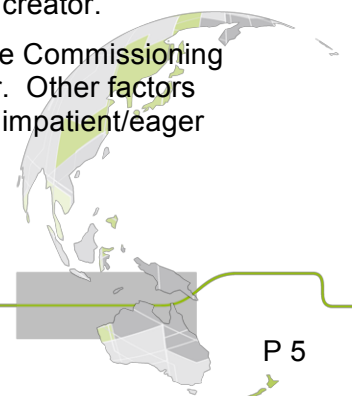 creator.
e Commissioning
r. Other factors
impatient/eager
P 5